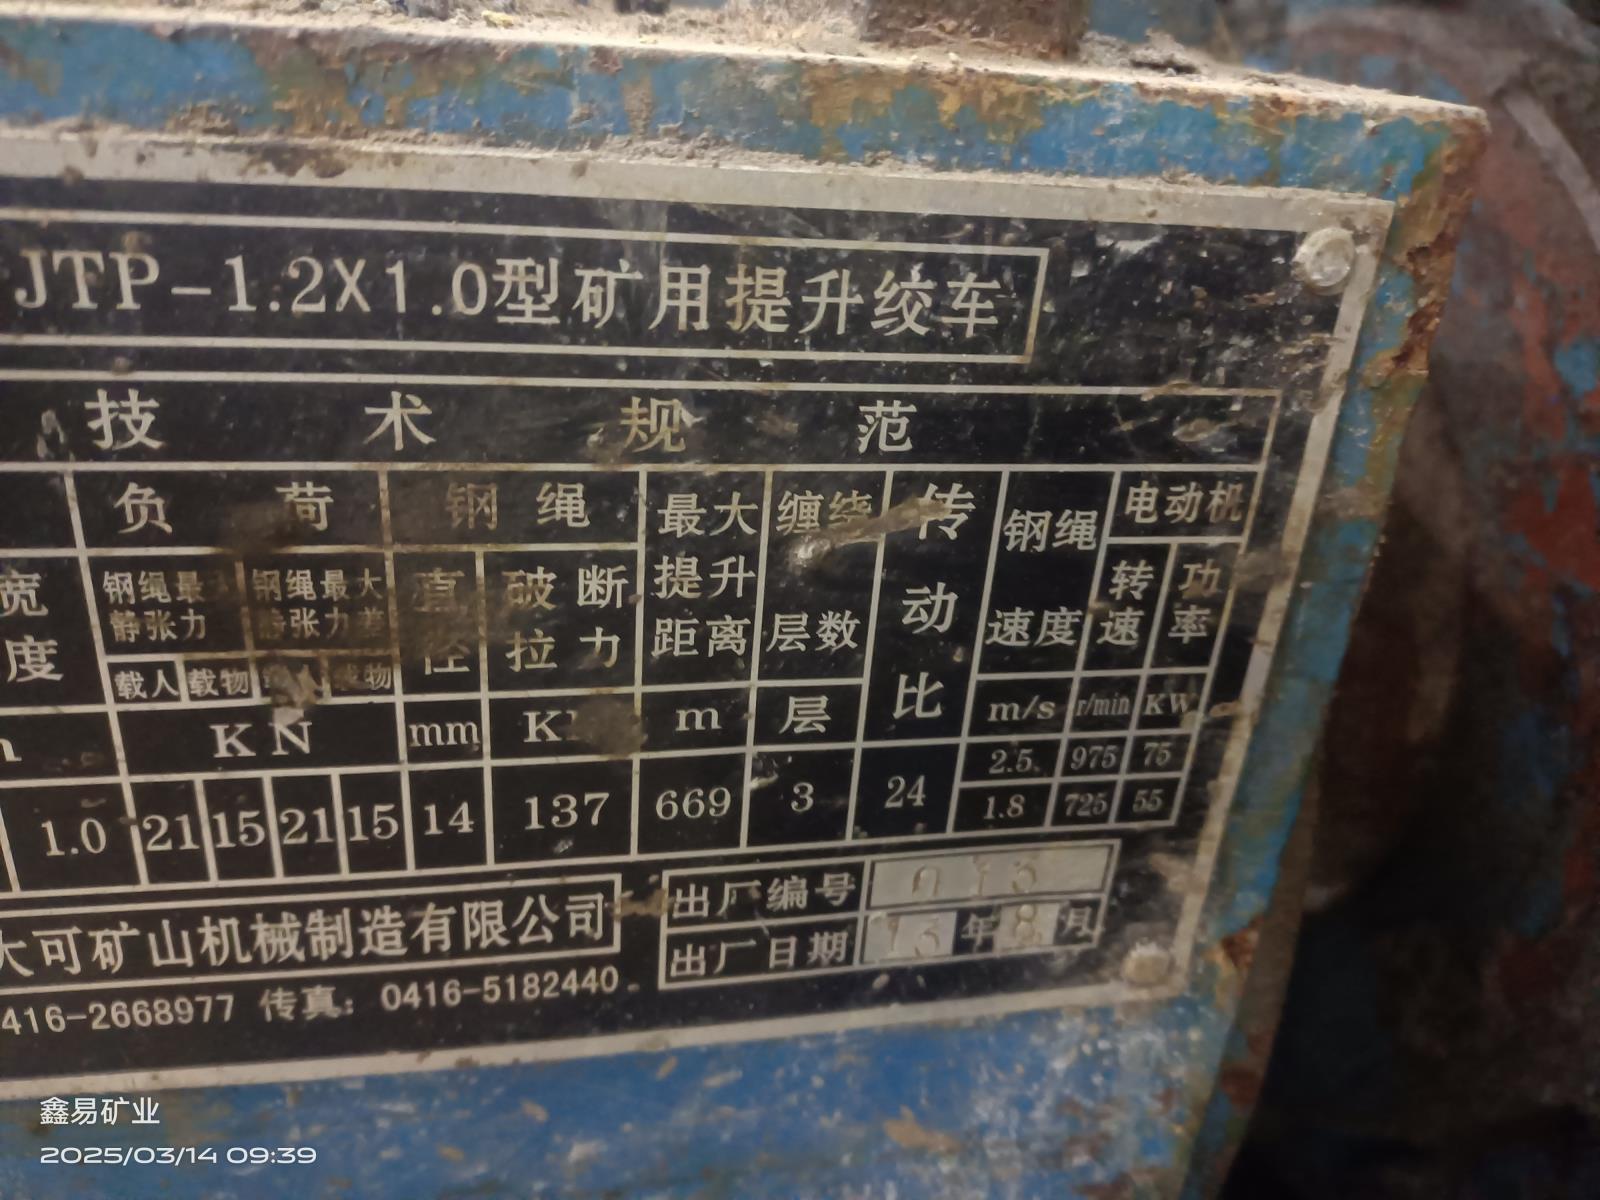 JTP-1.2X1.0型矿用提升绞车
技术规范
负荷 钢绳 最大提升距离 缠绕层数 传动比 钢绳速度 电动机
宽度 钢绳最大静张力 钢绳最大静张力差 直径 破断拉力 转速 功率
载人 载物 载人 载物
KN mm m 层 m/s r/min KW
1.0 21 15 21 15 14 137 669 3 24 2.5 975 75
1.8 725 55
大可矿山机械制造有限公司 出厂编号 013
416-2668977 传真：0416-5182440 出厂日期 13年8月
鑫易矿业
2025/03/14 09:39